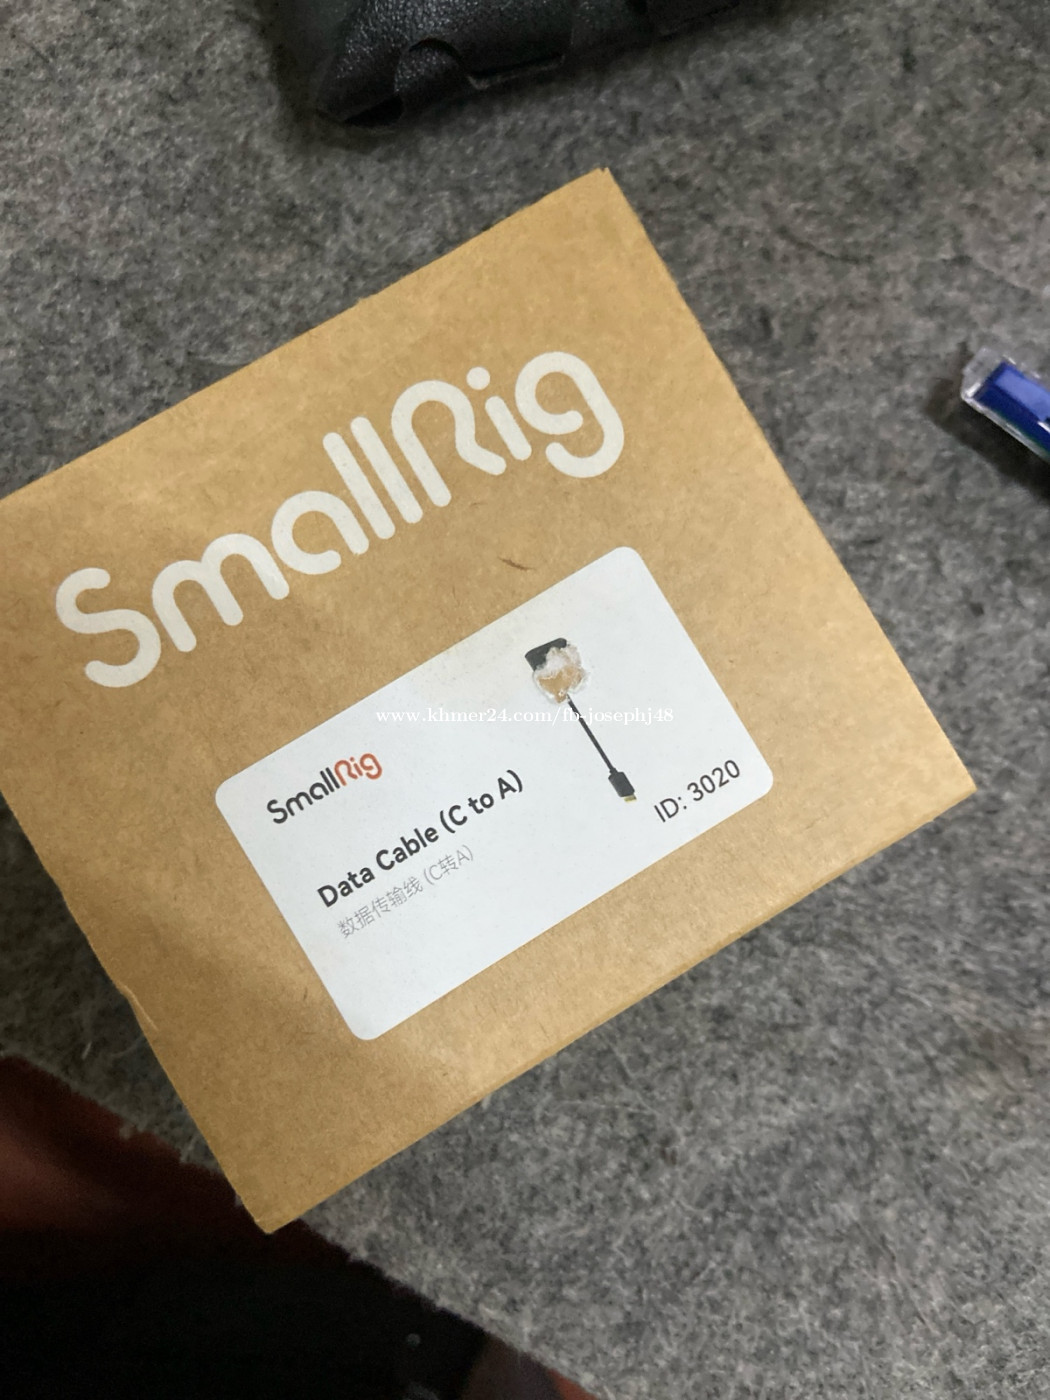 SmallRig
www.khmer24.com/fb-josephj48
SmallRig
Data Cable (C to A)
数据传输线 (C转A)
ID: 3020